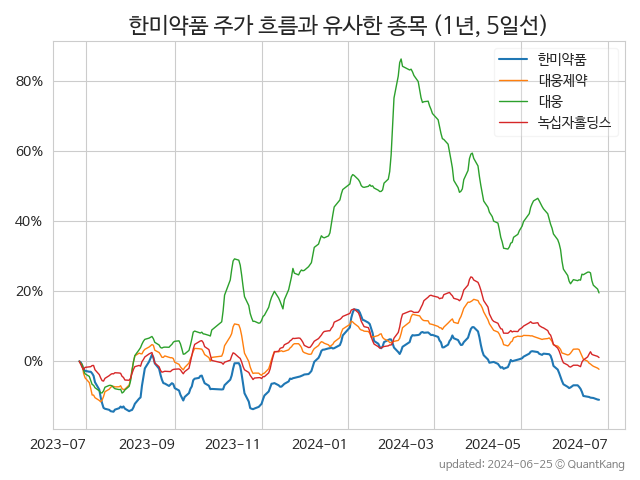 한미약품 주가 흐름과 유사한 종목 (1년, 5일선)
한미약품
대웅제약
대웅
녹십자홀딩스
80%
60%
40%
20%
0%
2023-07 2023-09 2023-11 2024-01 2024-03 2024-05 2024-07
updated: 2024-06-25 © QuantKang